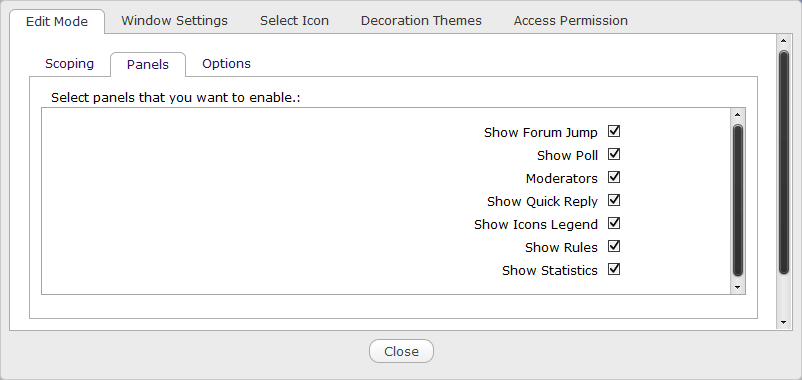 Edit Mode Window Settings Select Icon Decoration Themes Access Permission
Scoping Panels Options
Select panels that you want to enable.:
Show Forum Jump
Show Poll
Moderators
Show Quick Reply
Show Icons Legend
Show Rules
Show Statistics
Close